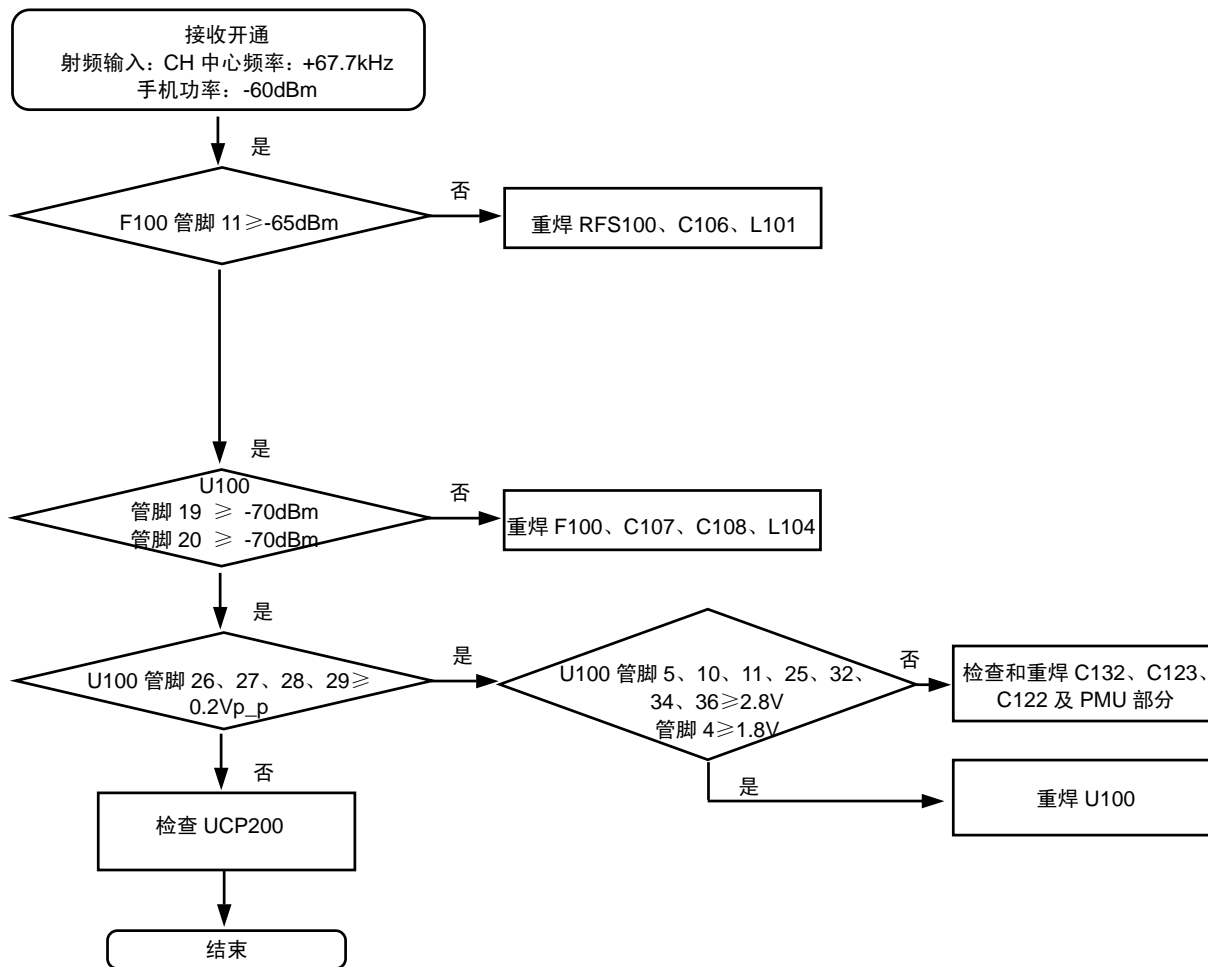 接收开通
射频输入：CH 中心频率：+67.7kHz
手机功率：-60dBm
是
否
F100 管脚 11≥-65dBm
重焊 RFS100、C106、L101
是
U100
管脚 19 ≥ -70dBm
管脚 20 ≥ -70dBm
否
重焊 F100、C107、C108、L104
是
U100 管脚 26、27、28、29≥
0.2Vp_p
是
U100 管脚 5、10、11、25、32、
34、36≥2.8V
管脚 4≥1.8V
否
检查和重焊 C132、C123、
C122 及 PMU 部分
否
是
重焊 U100
检查 UCP200
结束